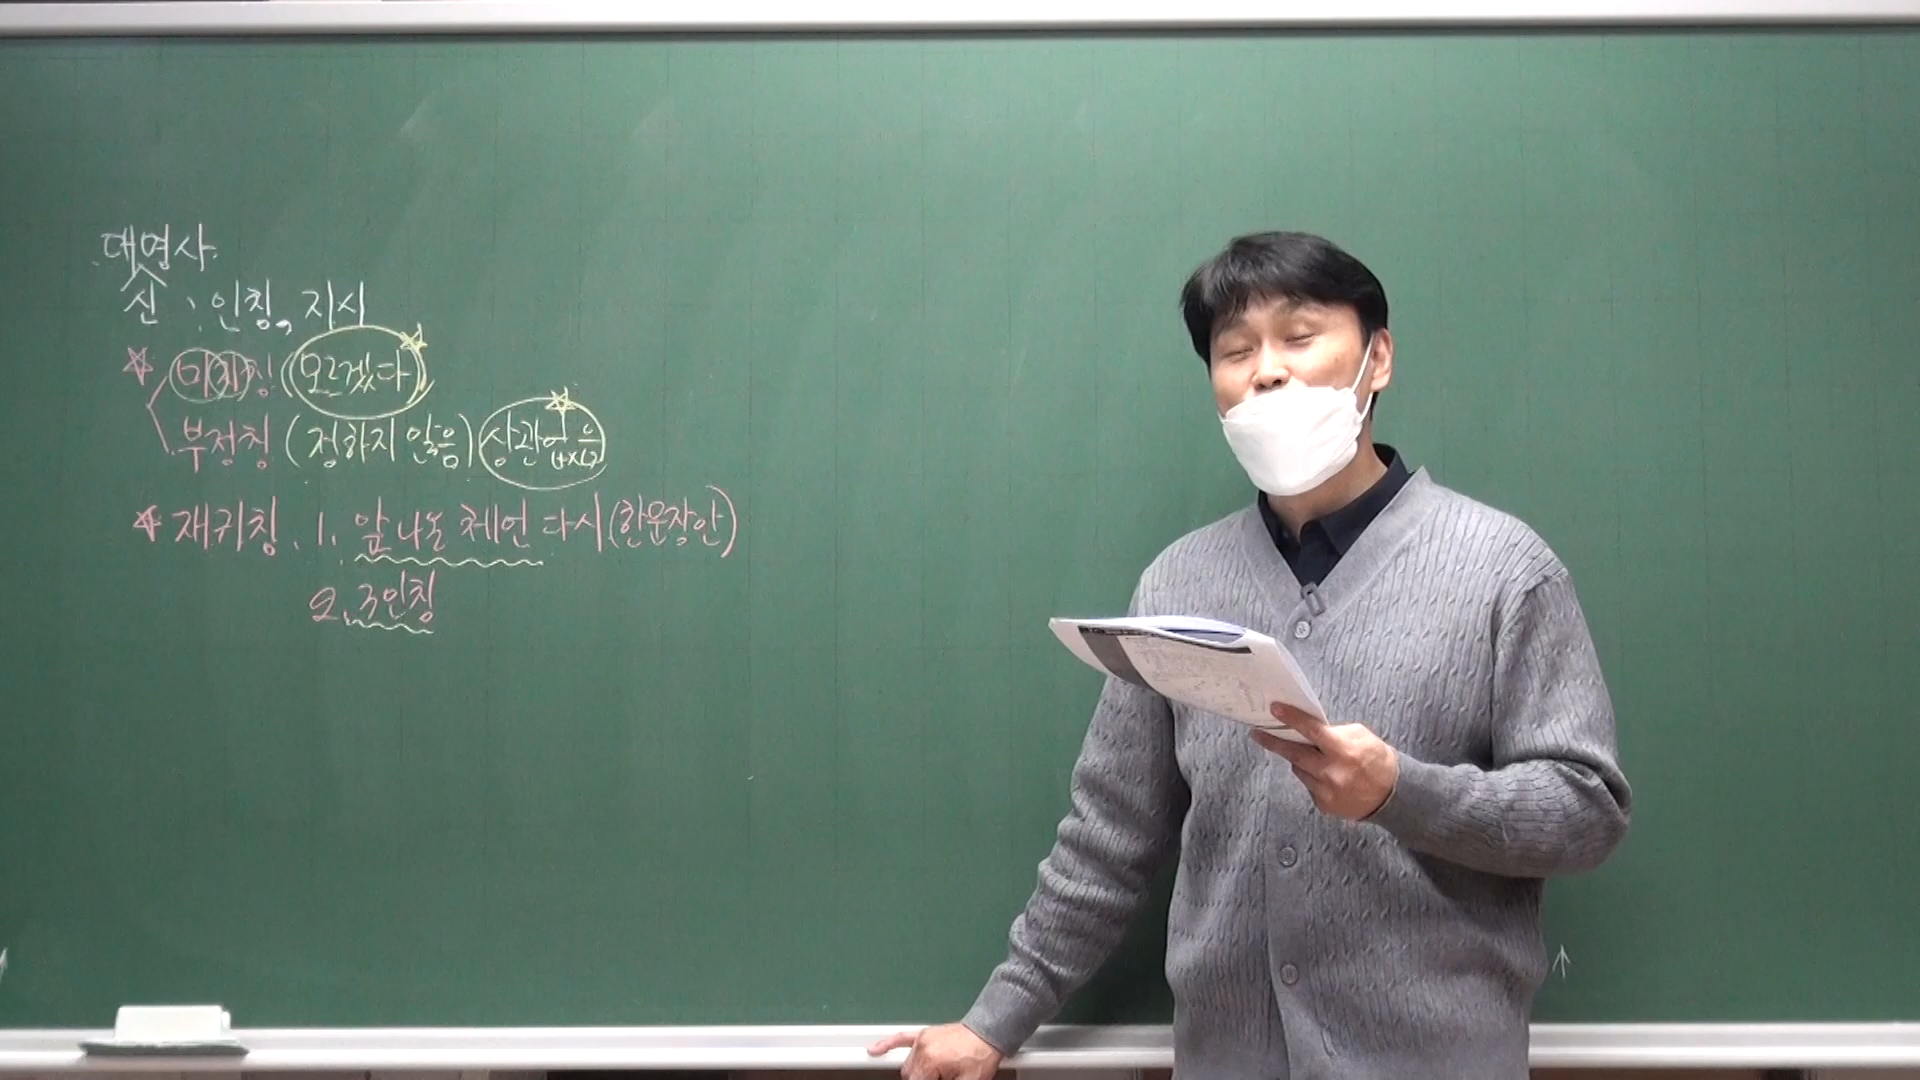 대명사
신 : 인칭, 지시
미지칭 (모르겠다)
부정칭 (정하지 않음) 상관없음
재귀칭. 1. 앞 나온 체언 다시 (한문장안)
2. 3인칭